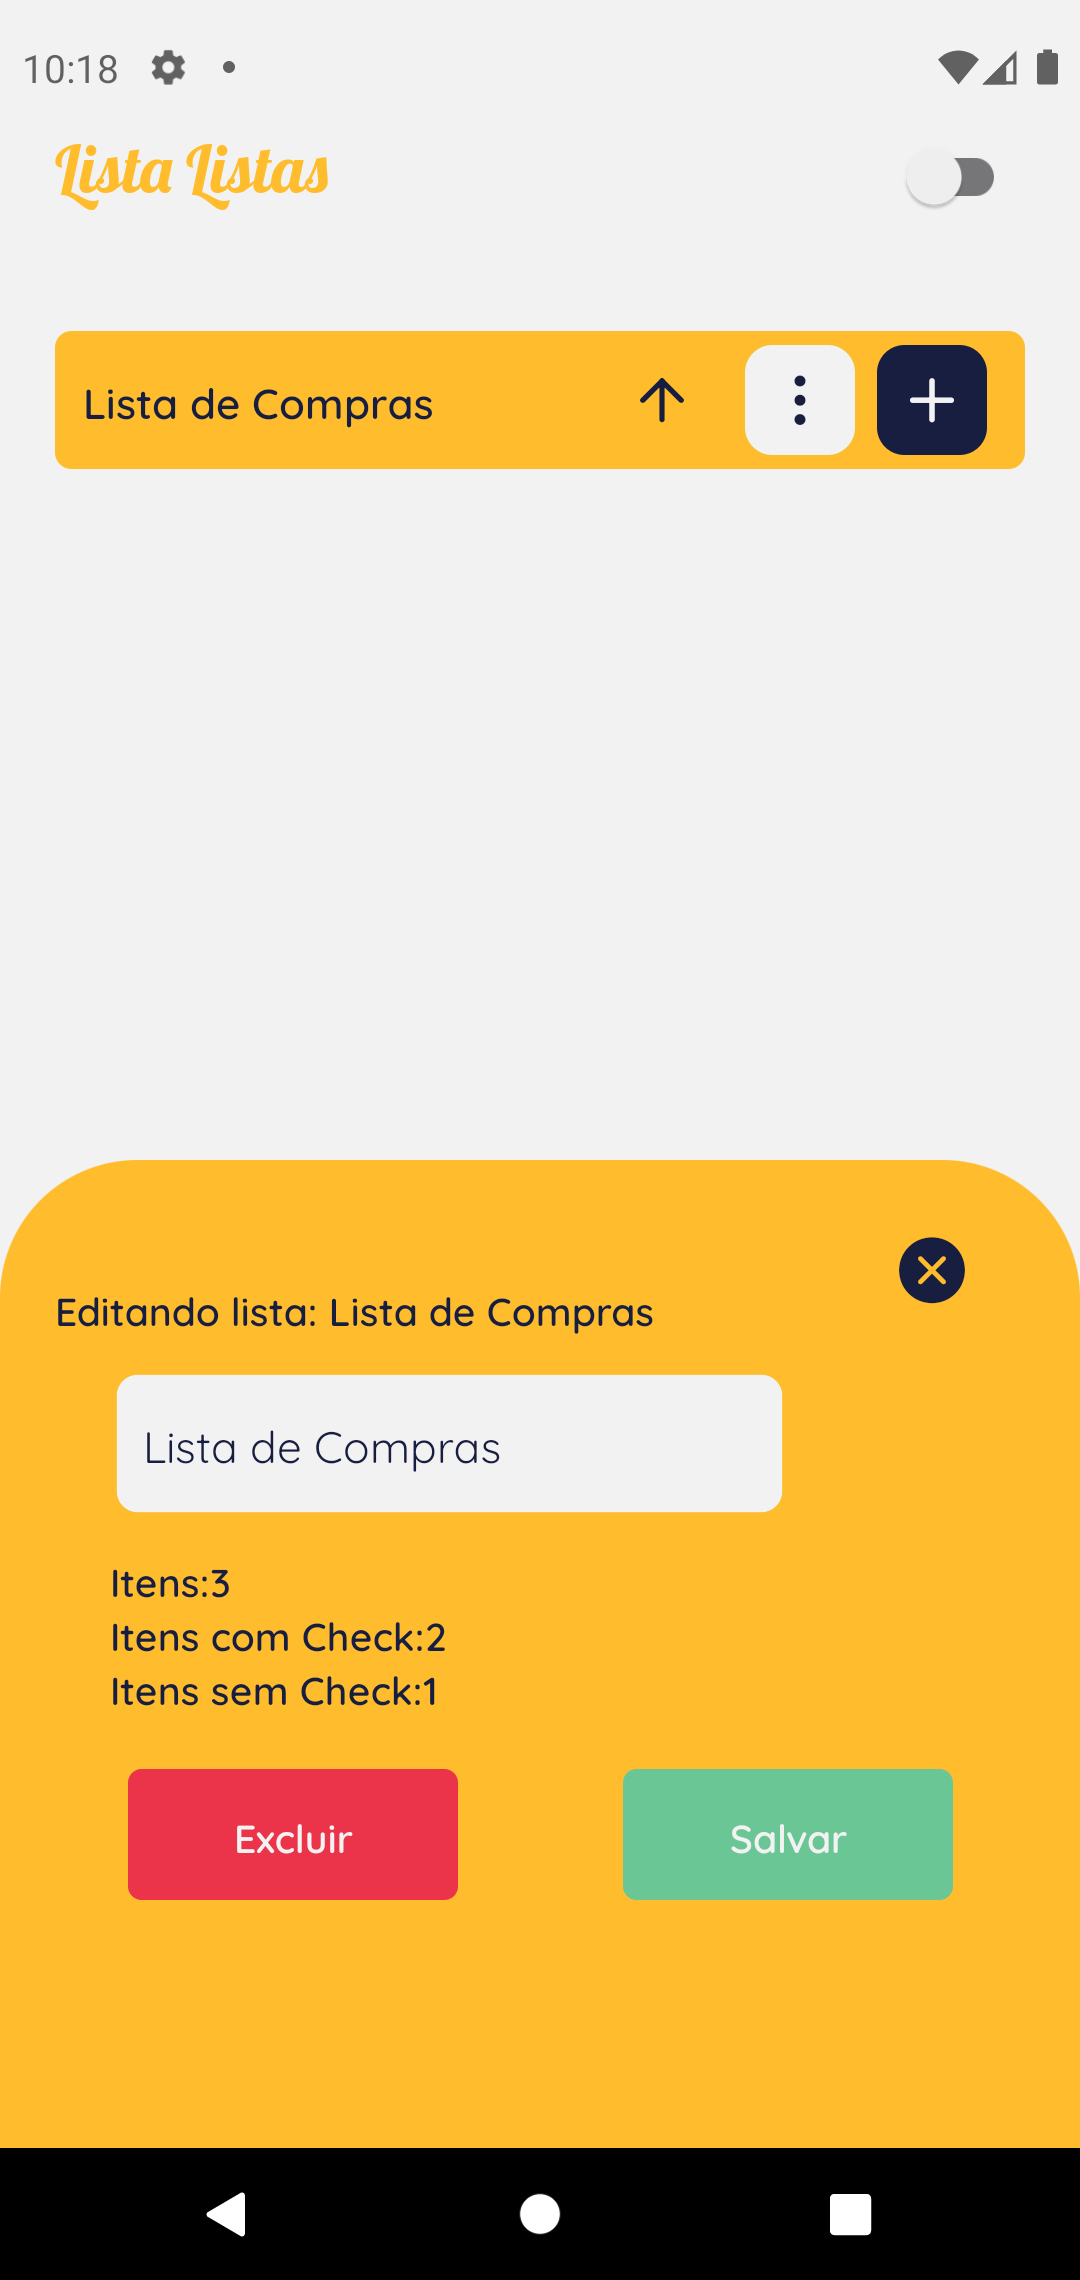 10:18
Lista Listas
Lista de Compras
Editando lista: Lista de Compras
Lista de Compras
Itens:3
Itens com Check:2
Itens sem Check:1
Excluir
Salvar